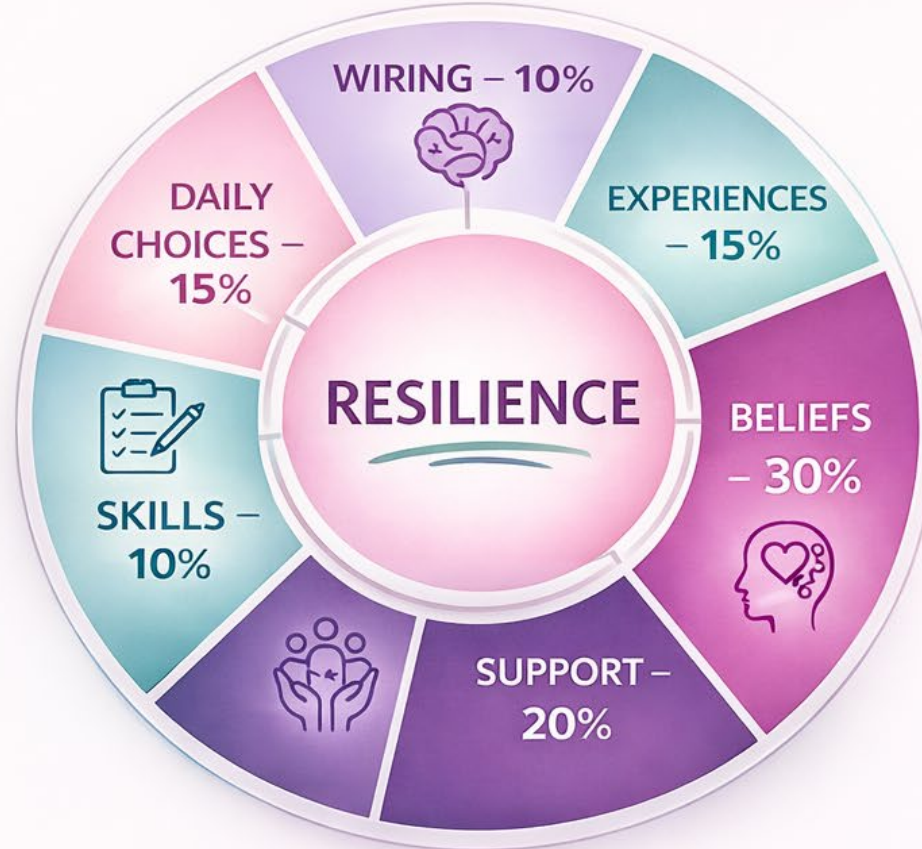 WIRING – 10%
EXPERIENCES
– 15%
BELIEFS
– 30%
SUPPORT –
20%
SKILLS –
10%
DAILY
CHOICES –
15%
RESILIENCE